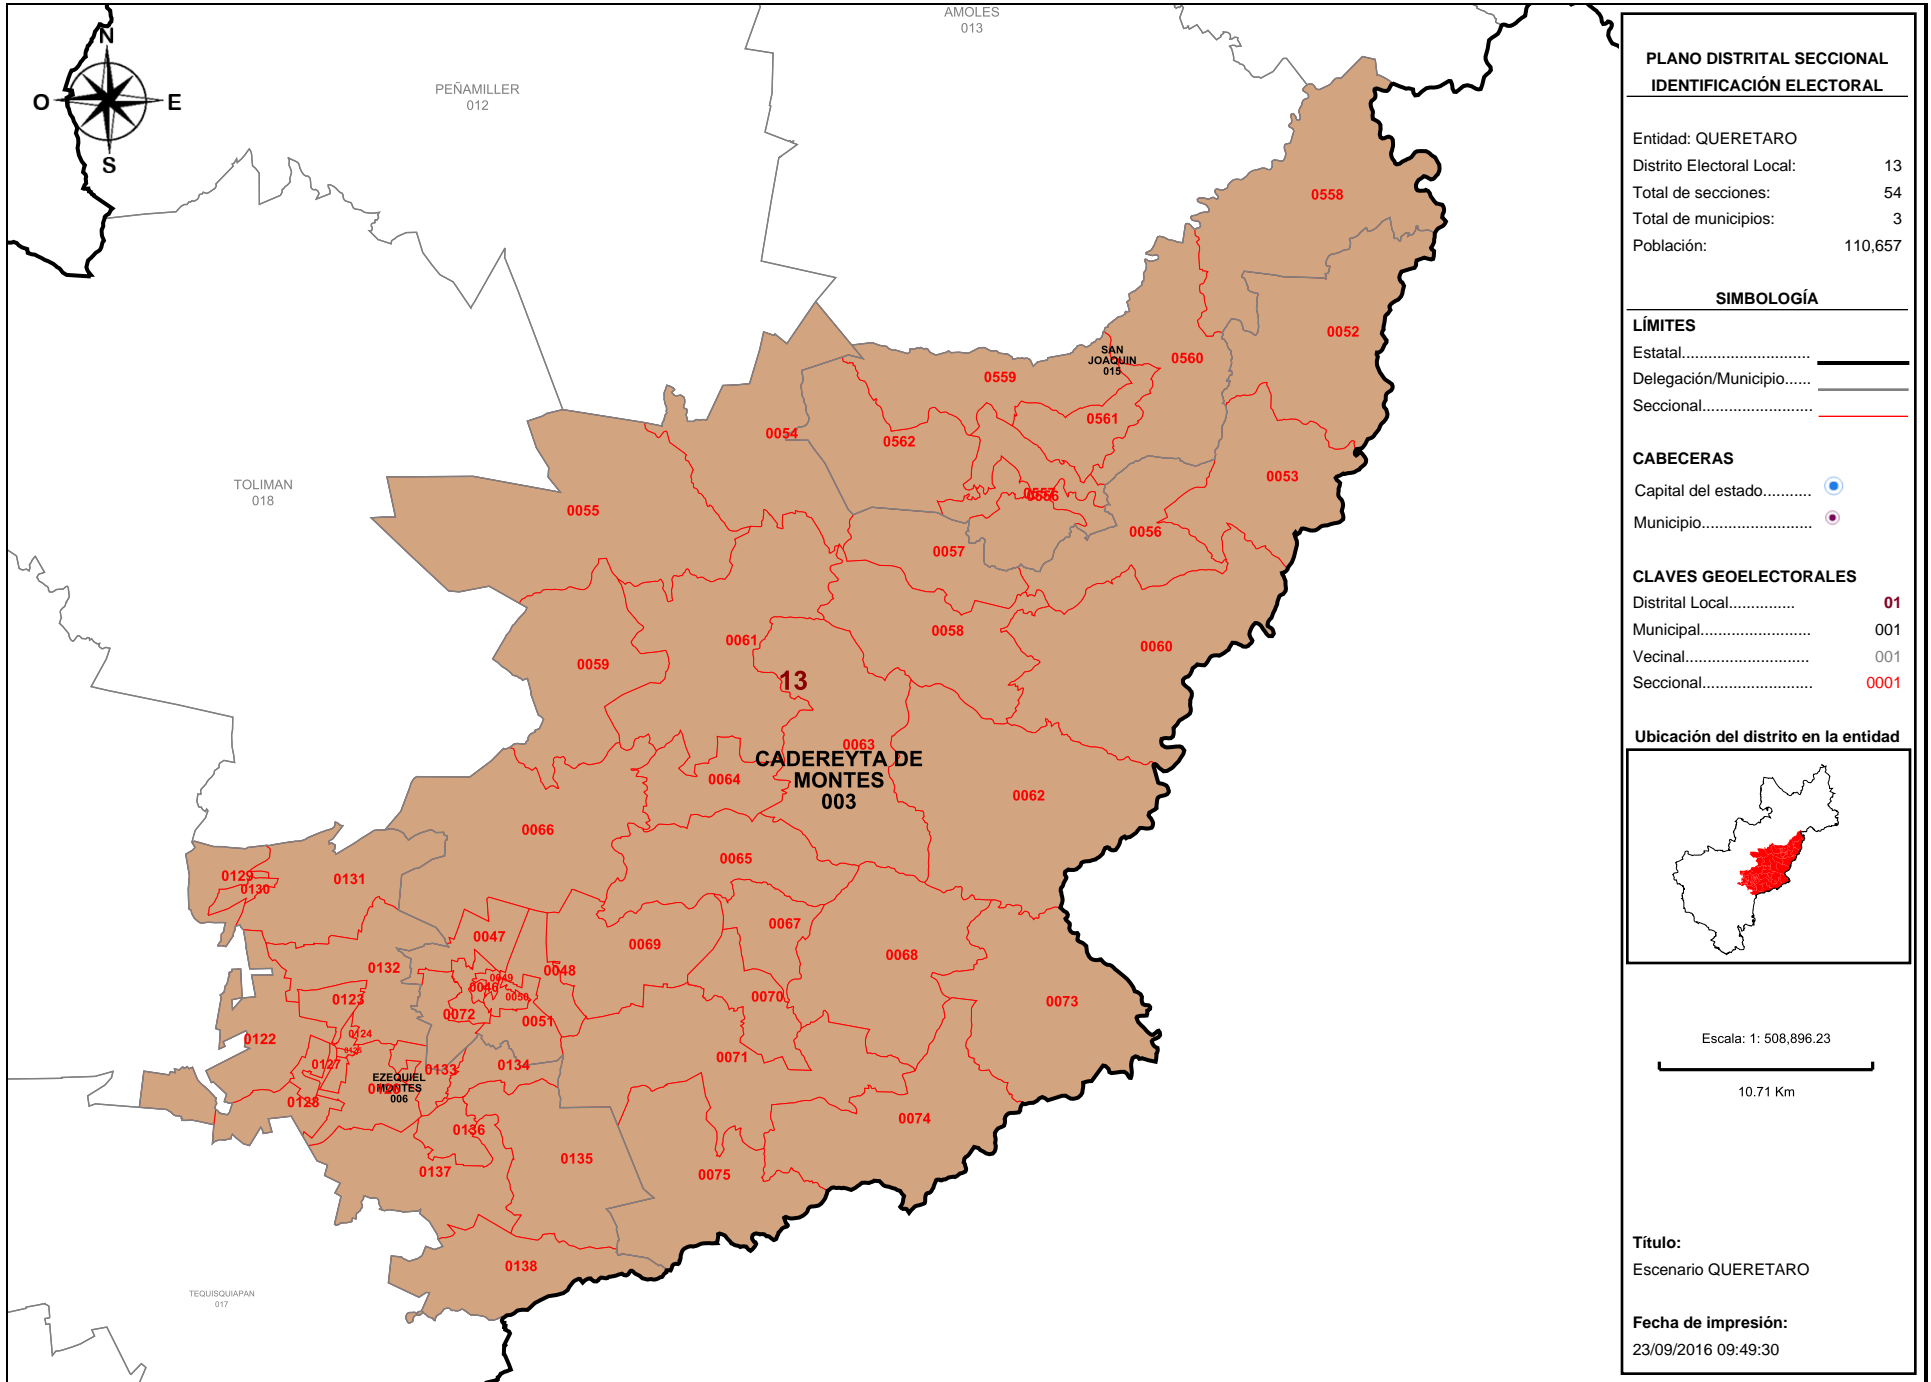 AMOLES
013
N
O
E
S
PEÑAMILLER
012
TOLIMAN
018
0558
0052
SAN
JOAQUIN
015
0560
0559
0561
0054
0562
0053
0557
0556
0055
0056
0057
0058
0061
0060
0059
13
0063
CADEREYTA DE
MONTES
003
0064
0062
0066
0065
0129
0130
0131
0067
0047
0069
0068
0132
0048
0049
0046
0050
0070
0123
0073
0072
0051
0124
0122
0071
0127
0134
0133
EZEQUIEL
MONTES
006
0128
0074
0136
0135
0137
0075
0138
TEQUISQUIAPAN
017
PLANO DISTRITAL SECCIONAL
IDENTIFICACIÓN ELECTORAL
Entidad: QUERETARO
Distrito Electoral Local: 13
Total de secciones: 54
Total de municipios: 3
Población: 110,657
SIMBOLOGÍA
LÍMITES
Estatal............................
Delegación/Municipio......
Seccional........................
CABECERAS
Capital del estado...........
Municipio........................
CLAVES GEOELECTORALES
Distrital Local............... 01
Municipal........................ 001
Vecinal........................... 001
Seccional........................ 0001
Ubicación del distrito en la entidad
Escala: 1: 508,896.23
10.71 Km
Título:
Escenario QUERETARO
Fecha de impresión:
23/09/2016 09:49:30